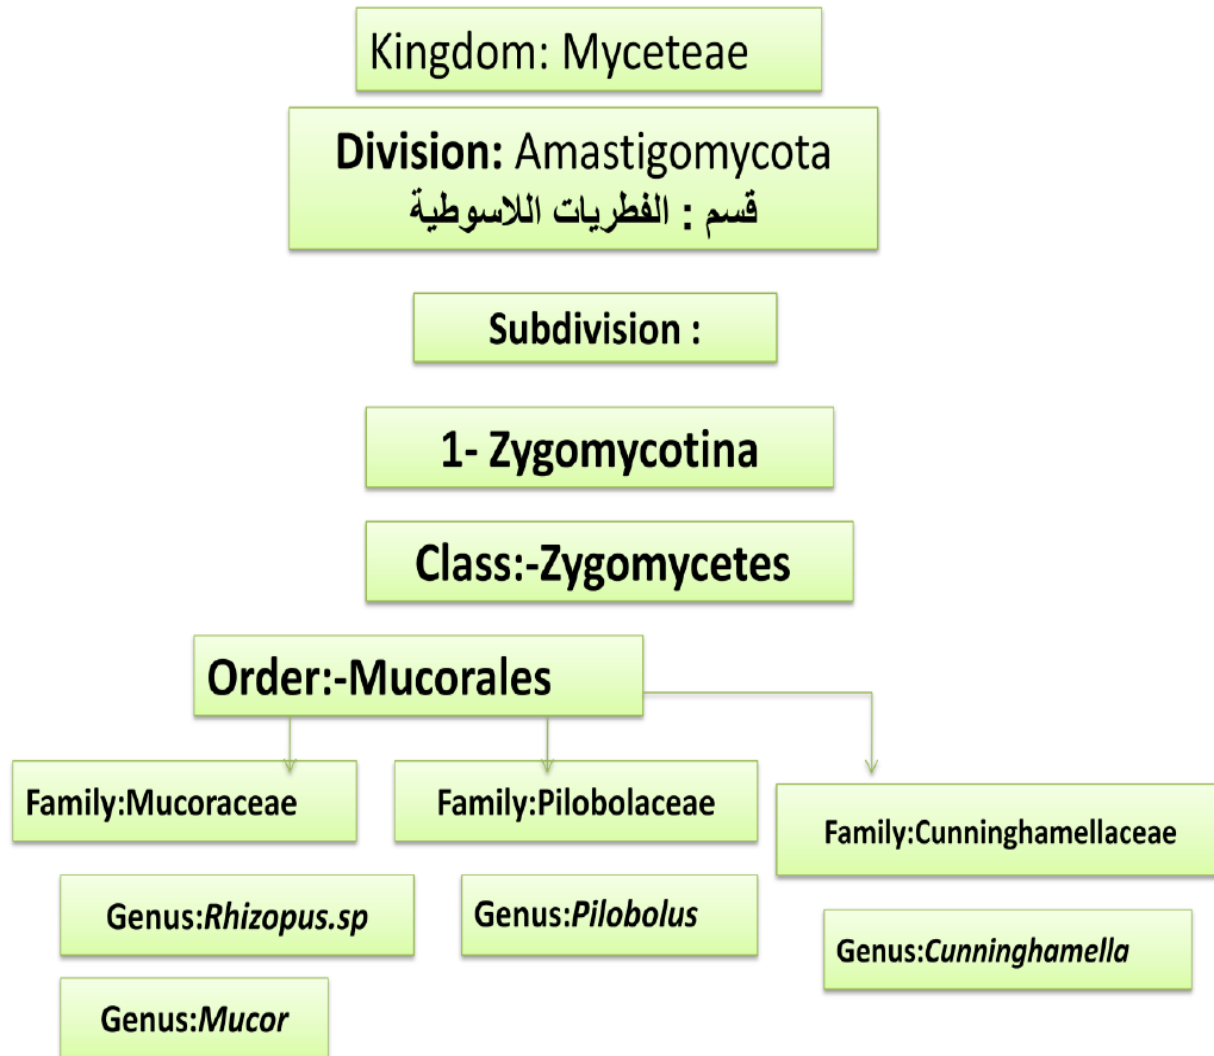 Kingdom: Myceteae
Division: Amastigomycota
قسم : الفطريات اللاسوطية
Subdivision :
1- Zygomycotina
Class:-Zygomycetes
Order:-Mucorales
Family:Mucoraceae
Family:Pilobolaceae
Family:Cunninghamellaceae
Genus:Rhizopus.sp
Genus:Pilobolus
Genus:Cunninghamella
Genus:Mucor